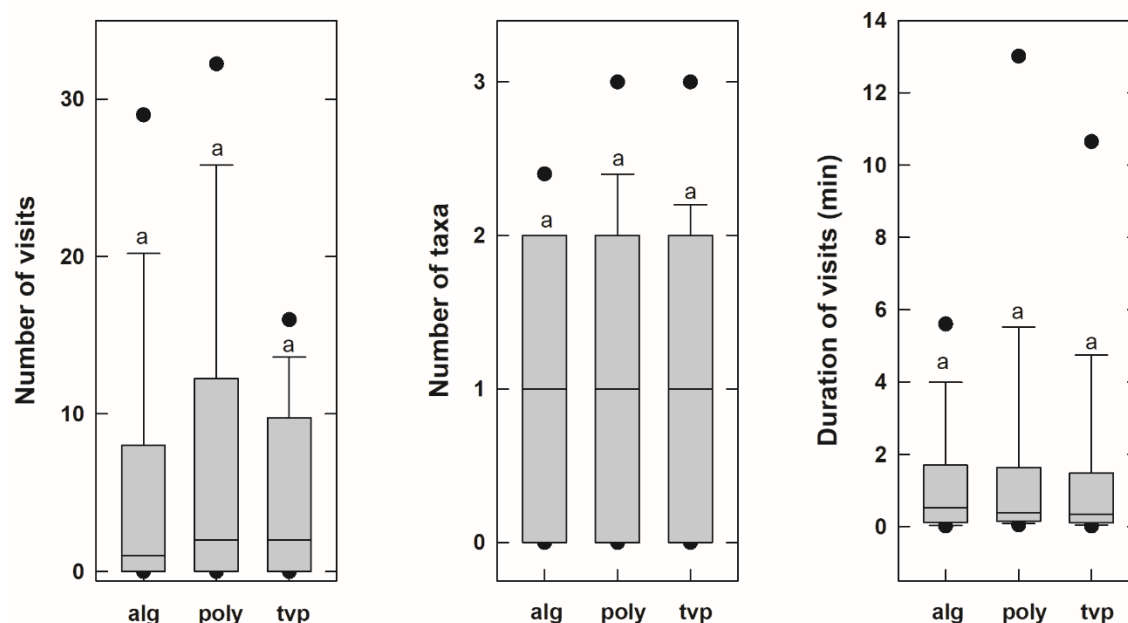 Number of visits
30
20
10
0
a
a
a
alg poly tvp
Number of taxa
3
2
1
0
a
a
a
alg poly tvp
Duration of visits (min)
14
12
10
8
6
4
2
0
a
a
a
alg poly tvp